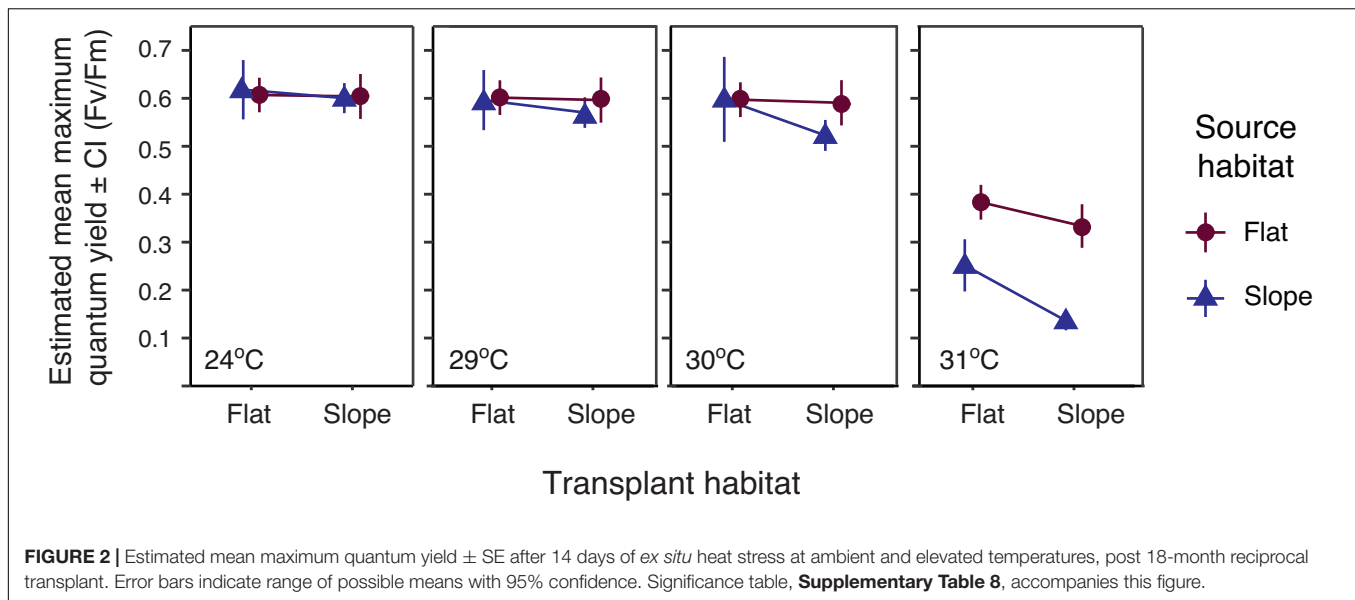 Estimated mean maximum
quantum yield ± CI (Fv/Fm)
0.7
0.6
0.5
0.4
0.3
0.2
0.1
24°C
29°C
30°C
31°C
Flat Slope Flat Slope Flat Slope Flat Slope
Transplant habitat
Source
habitat
Flat
Slope
FIGURE 2 | Estimated mean maximum quantum yield ± SE after 14 days of ex situ heat stress at ambient and elevated temperatures, post 18-month reciprocal
transplant. Error bars indicate range of possible means with 95% confidence. Significance table, Supplementary Table 8, accompanies this figure.